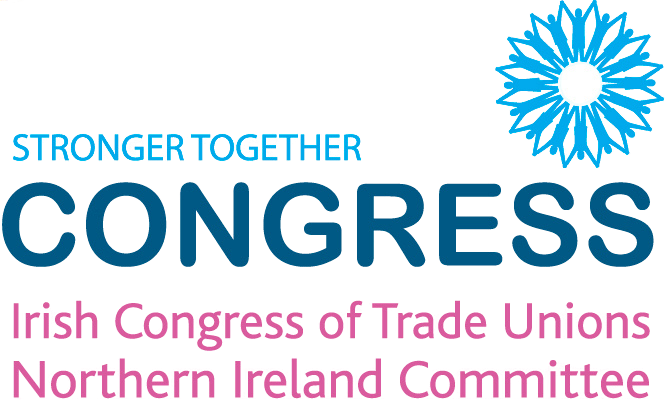 STRONGER TOGETHER
CONGRESS
Irish Congress of Trade Unions
Northern Ireland Committee